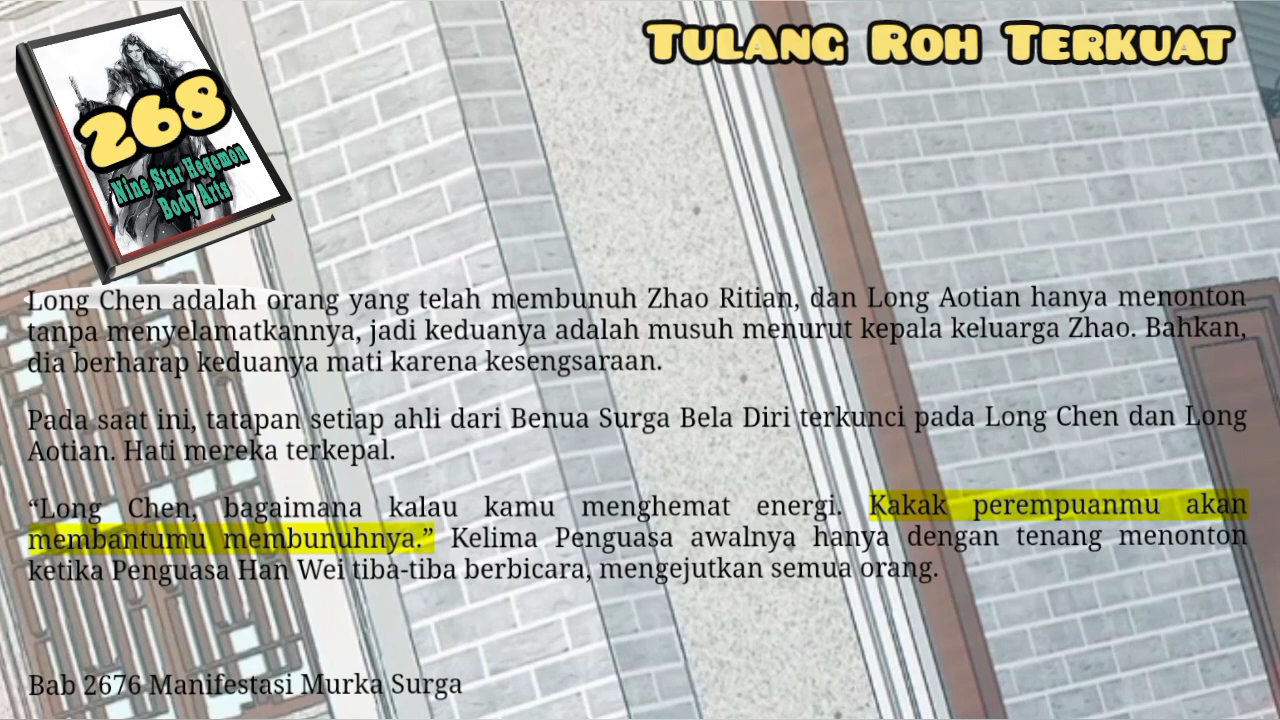 Tulang Roh Terkuat
268
Nine Star Hegemon
Body Arts
Long Chen adalah orang yang telah membunuh Zhao Ritian, dan Long Aotian hanya menonton
tanpa menyelamatkannya, jadi keduanya adalah musuh menurut kepala keluarga Zhao. Bahkan,
dia berharap keduanya mati karena kesengsaraan.
Pada saat ini, tatapan setiap ahli dari Benua Surga Bela Diri terkunci pada Long Chen dan Long
Aotian. Hati mereka terkepal.
“Long Chen, bagaimana kalau kamu menghemat energi. Kakak perempuanmu akan
membantumu membunuhnya.” Kelima Penguasa awalnya hanya dengan tenang menonton
ketika Penguasa Han Wei tiba-tiba berbicara, mengejutkan semua orang.
Bab 2676 Manifestasi Murka Surga